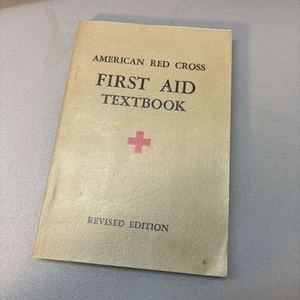 AMERICAN RED CROSS
FIRST AID
TEXTBOOK
REVISED EDITION